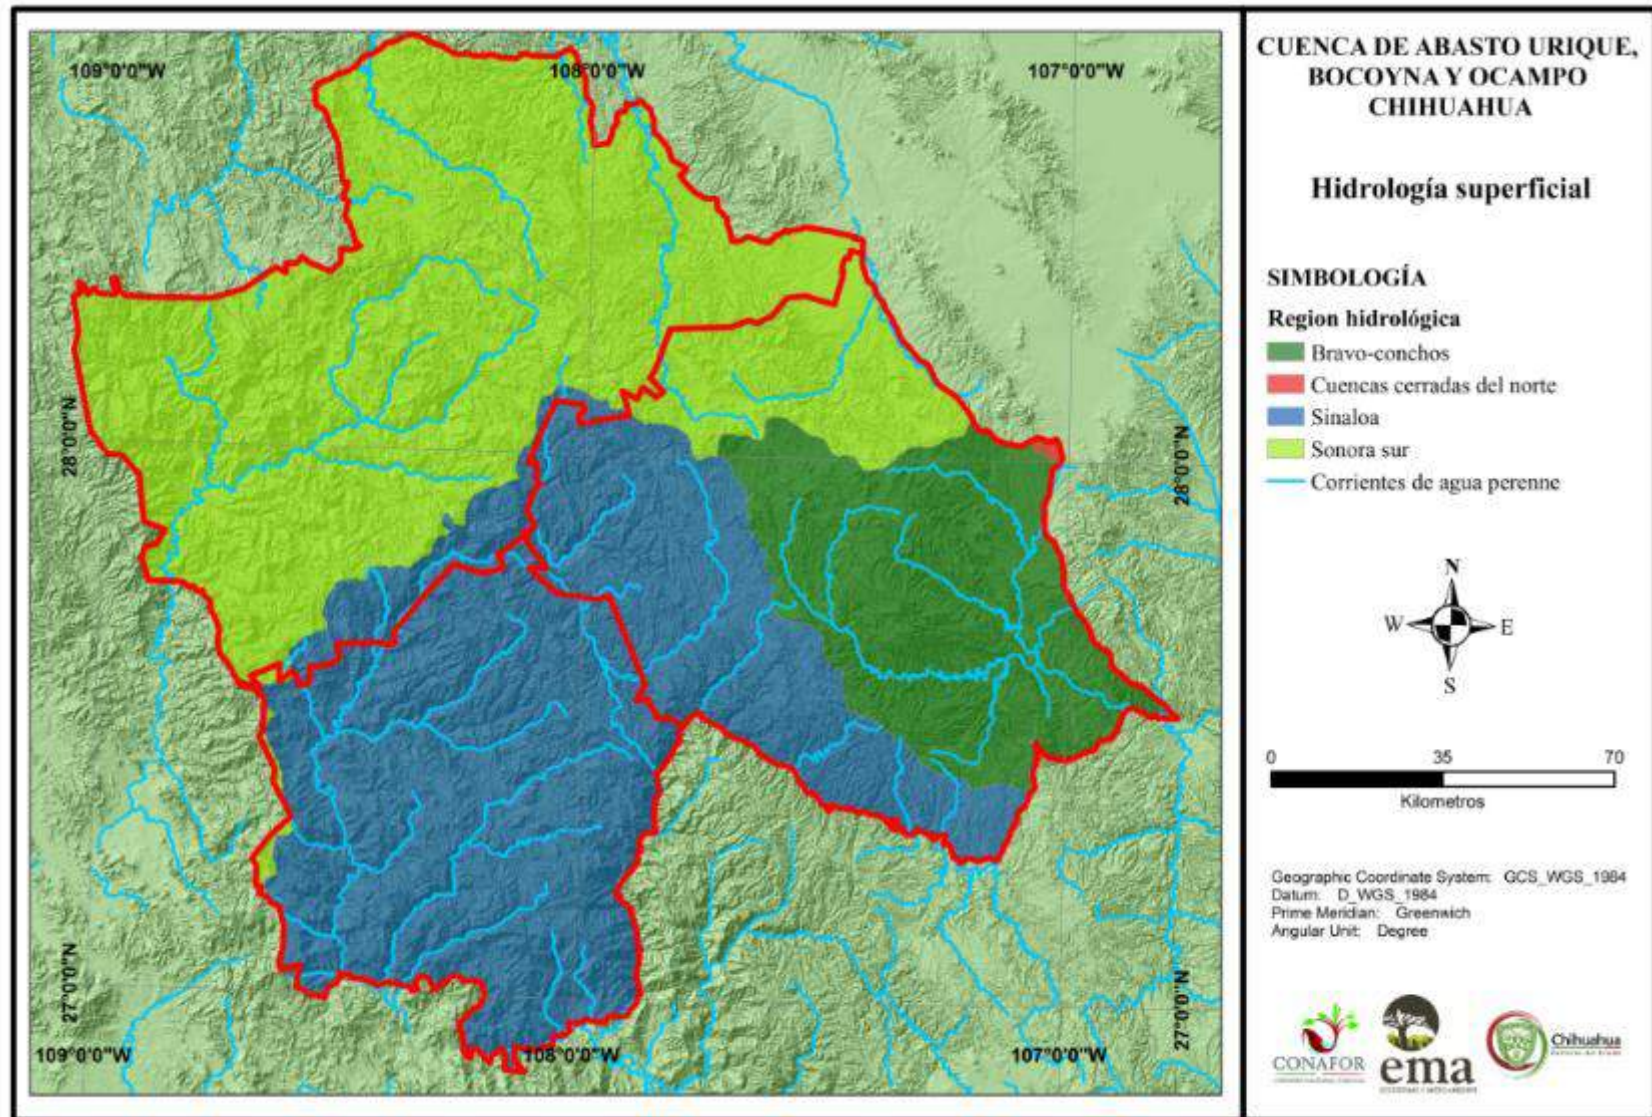 109°0'0"W
108°0'0"W
107°0'0"W
28°0'0"N
28°0'0"N
27°0'0"N
27°0'0"N
109°0'0"W
108°0'0"W
107°0'0"W
CUENCA DE ABASTO URIQUE,
BOCOYNA Y OCAMPO
CHIHUAHUA
Hidrología superficial
SIMBOLOGÍA
Region hidrológica
Bravo-conchos
Cuencas cerradas del norte
Sinaloa
Sonora sur
Corrientes de agua perenne
N
W E
S
0 35 70
Kilometros
Geographic Coordinate System: GCS_WGS_1984
Datum: D_WGS_1984
Prime Meridian: Greenwich
Angular Unit: Degree
CONAFOR
ema
Chihuahua